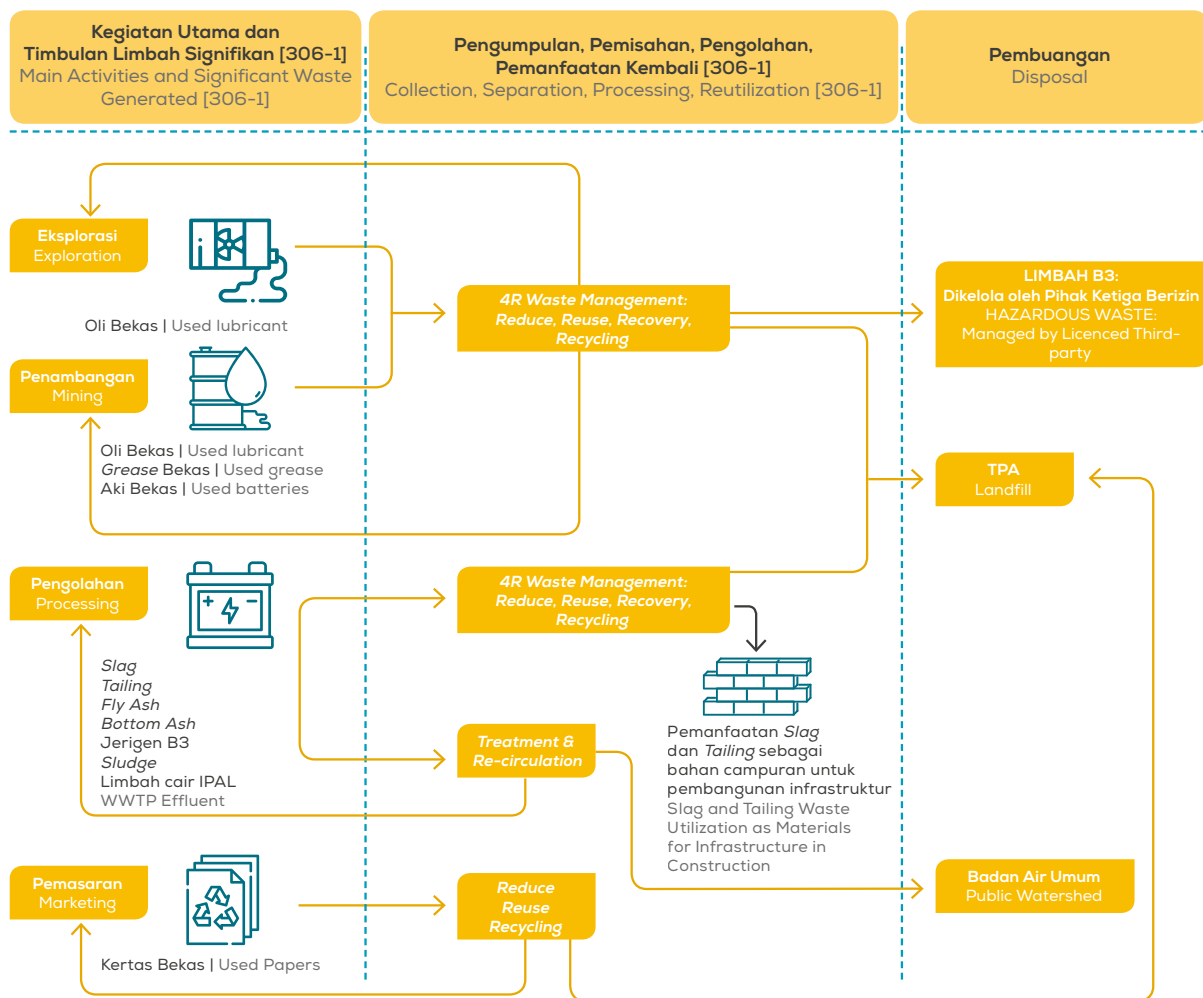 Kegiatan Utama dan
Timbulan Limbah Signifikan [306-1]
Main Activities and Significant Waste
Generated [306-1]
Pengumpulan, Pemisahan, Pengolahan,
Pemanfaatan Kembali [306-1]
Collection, Separation, Processing, Reutilization [306-1]
Pembuangan
Disposal
Eksplorasi
Exploration
Oli Bekas | Used lubricant
Penambangan
Mining
Oli Bekas | Used lubricant
Grease Bekas | Used grease
Aki Bekas | Used batteries
4R Waste Management:
Reduce, Reuse, Recovery,
Recycling
LIMBAH B3:
Dikelola oleh Pihak Ketiga Berizin
HAZARDOUS WASTE:
Managed by Licenced Third-
party
TPA
Landfill
Pengolahan
Processing
Slag
Tailing
Fly Ash
Bottom Ash
Jerigen B3
Sludge
Limbah cair IPAL
WWTP Effluent
4R Waste Management:
Reduce, Reuse, Recovery,
Recycling
Treatment &
Re-circulation
Pemanfaatan Slag
dan Tailing sebagai
bahan campuran untuk
pembangunan infrastruktur
Slag and Tailing Waste
Utilization as Materials
for Infrastructure in
Construction
Badan Air Umum
Public Watershed
Pemasaran
Marketing
Kertas Bekas | Used Papers
Reduce
Reuse
Recycling